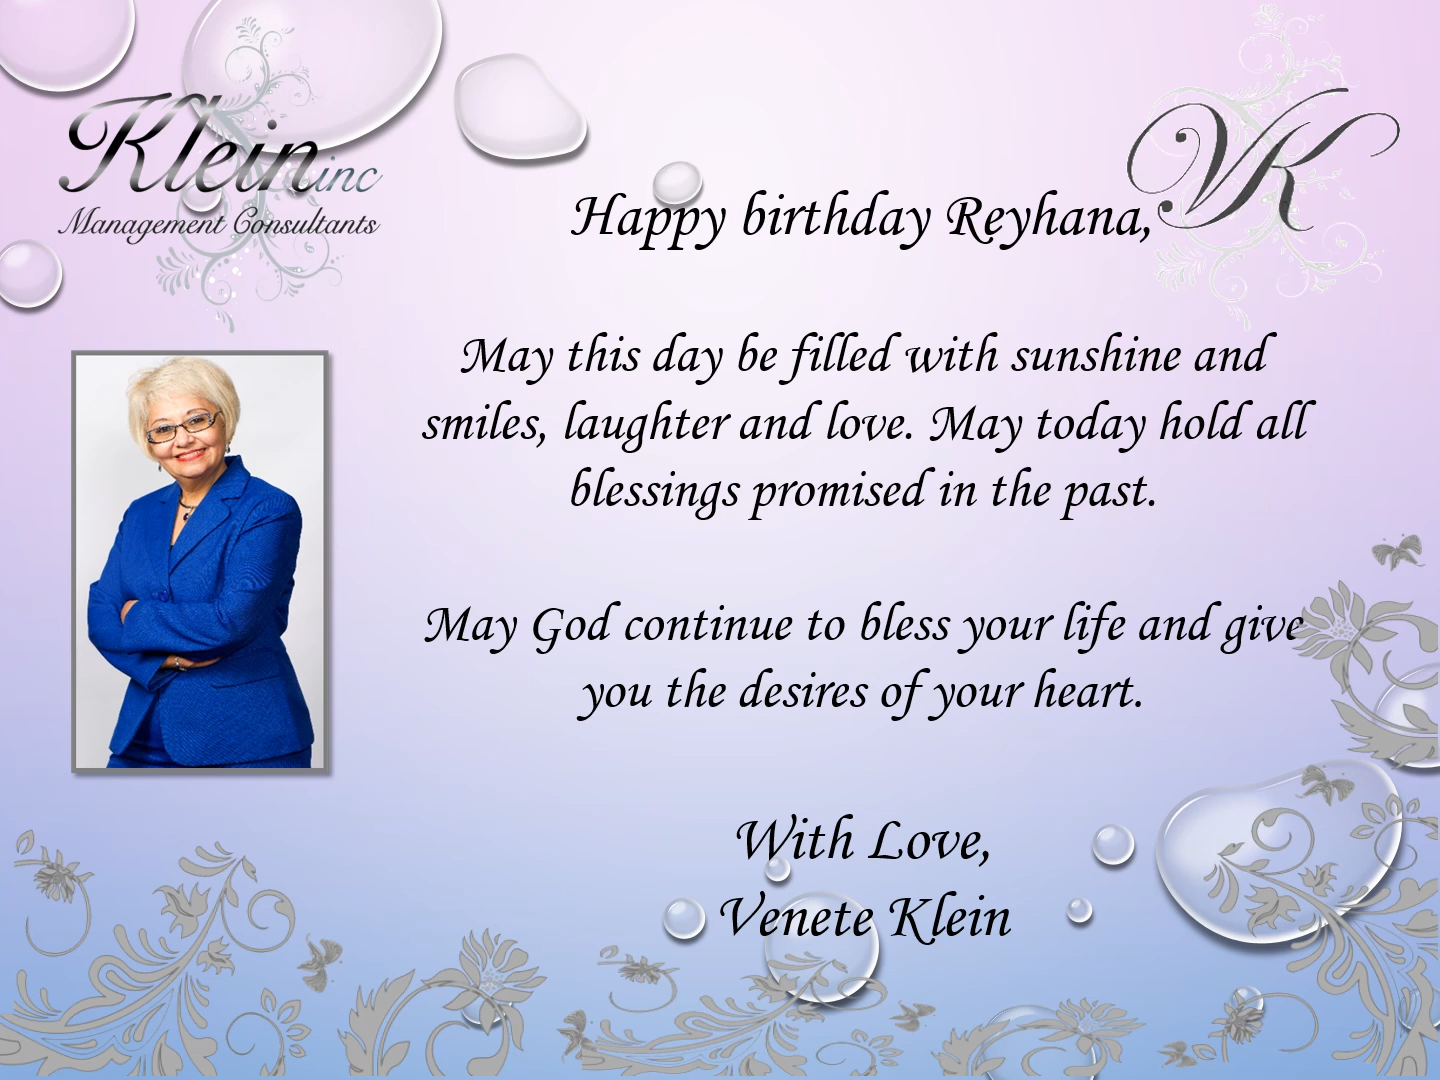 Klein inc
Management Consultants
VK
Happy birthday Reyhana,
May this day be filled with sunshine and
smiles, laughter and love. May today hold all
blessings promised in the past.
May God continue to bless your life and give
you the desires of your heart.
With Love,
Venete Klein